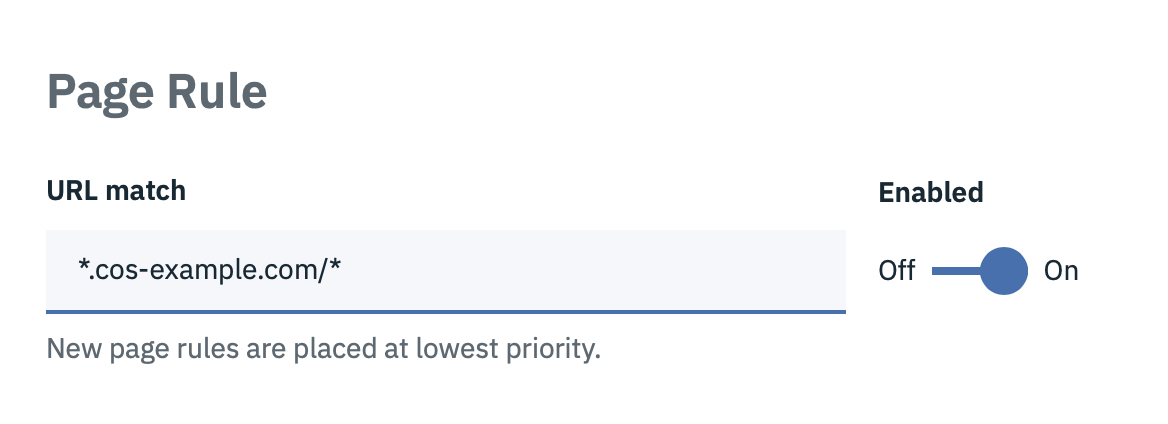 Page Rule
URL match
Enabled
*.cos-example.com/*
Off On
New page rules are placed at lowest priority.